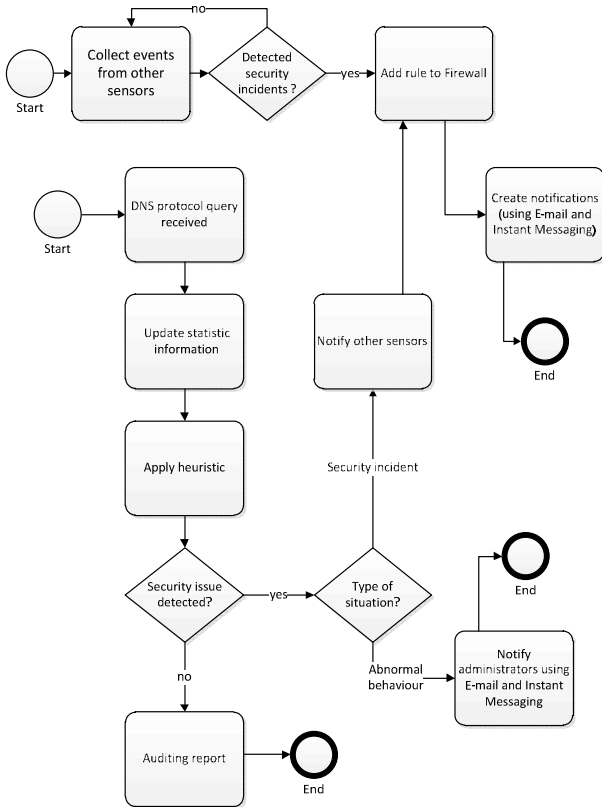 no
Collect events
from other
sensors
Detected
security
incidents ?
yes
Add rule to Firewall
Start
DNS protocol query
received
Start
Create notifications
(using E-mail and
Instant Messaging)
Update statistic
information
Notify other sensors
End
Apply heuristic
Security incident
Security issue
detected?
yes
Type of
situation?
End
no
Abnormal
behaviour
Notify
administrators using
E-mail and Instant
Messaging
Auditing report
End